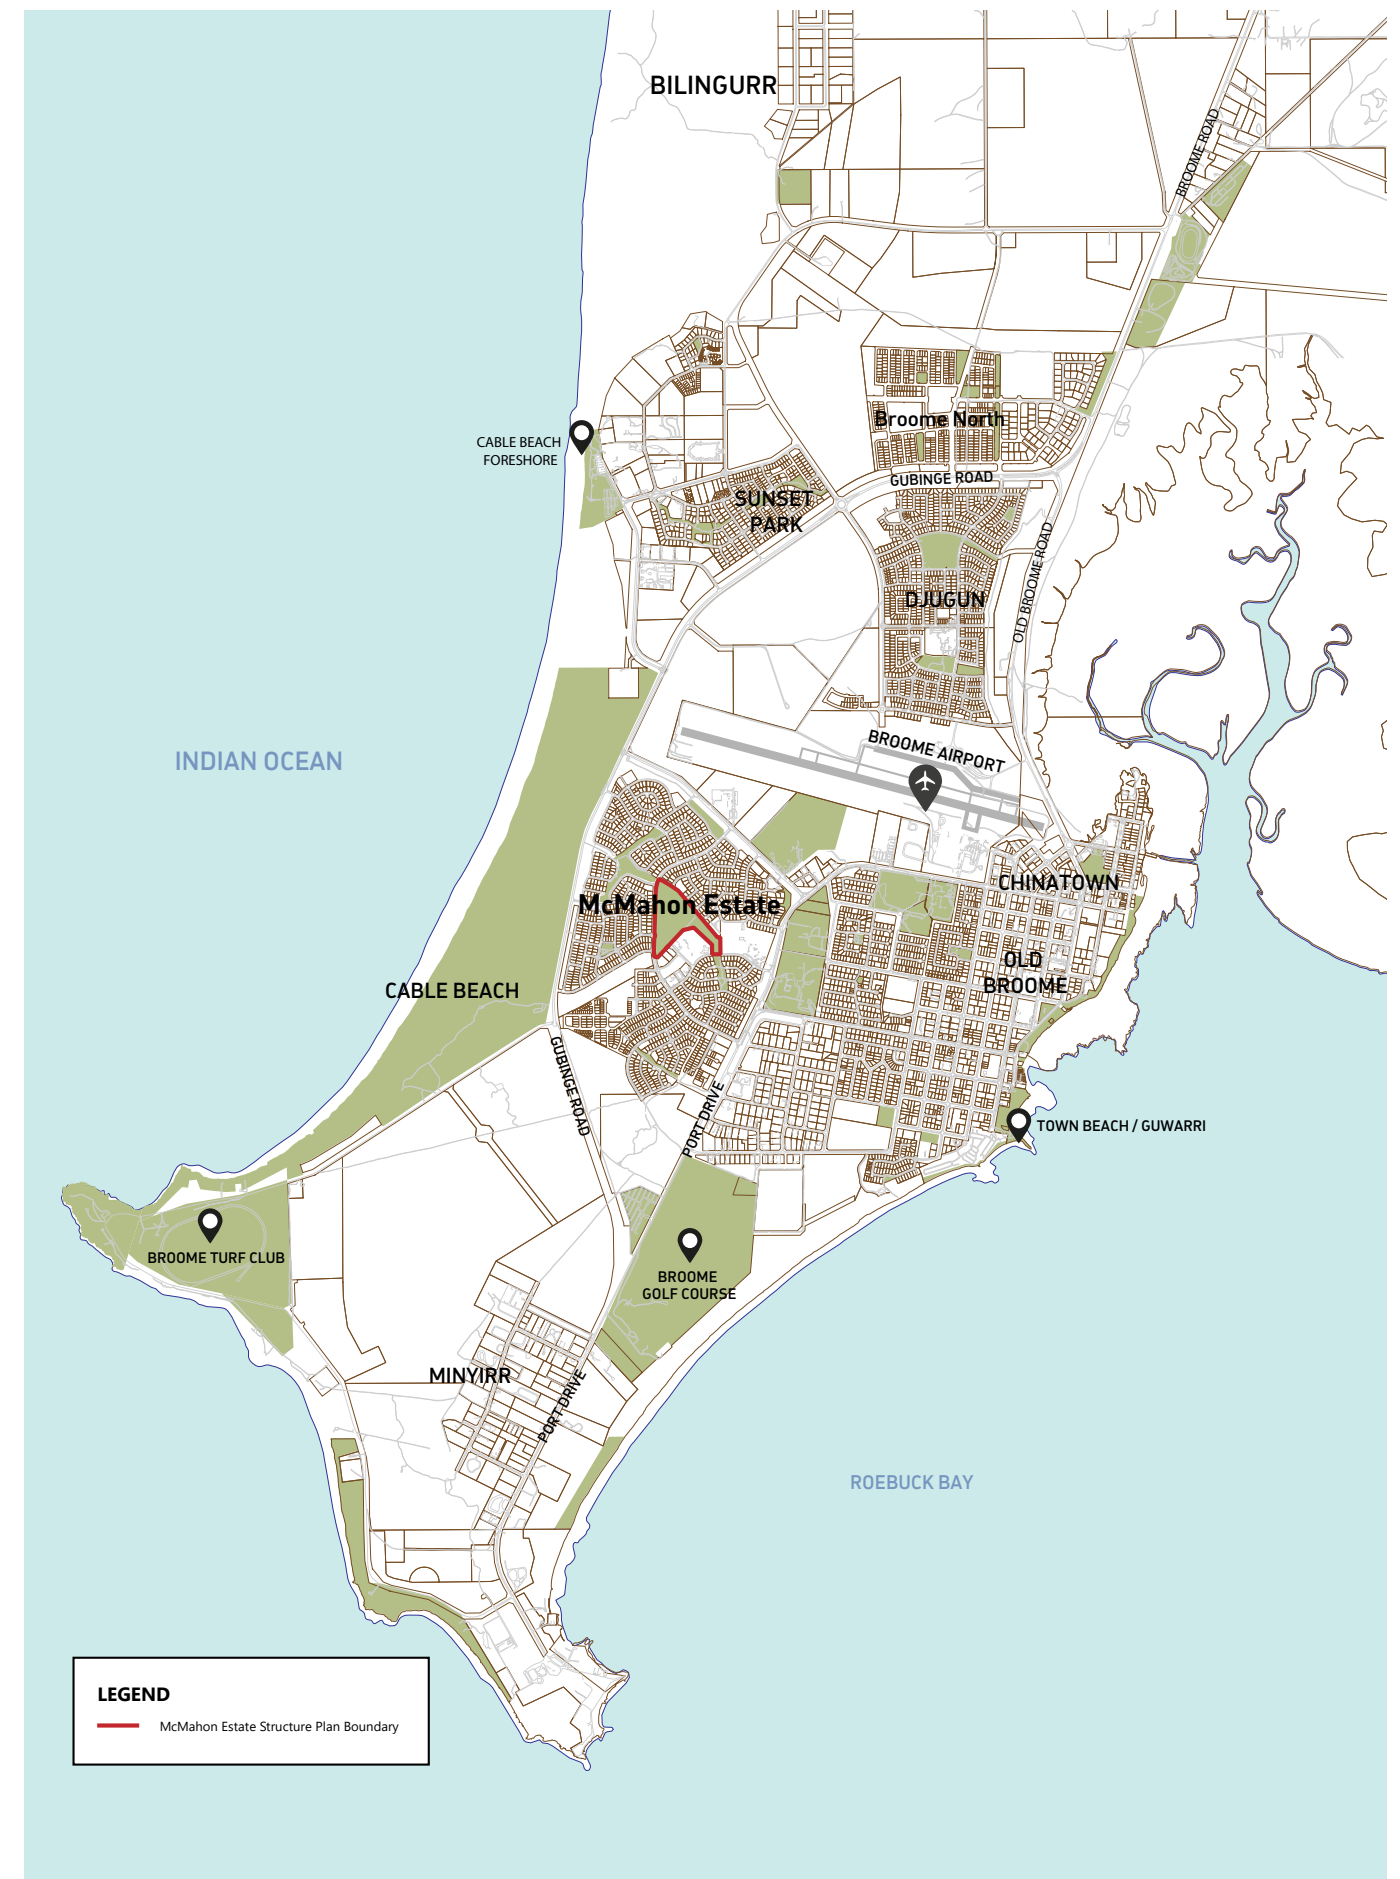 BILINGURR
BROOME ROAD
CABLE BEACH
FORESHORE
Broome North
GUBINGE ROAD
SUNSET
PARK
OLD BROOME ROAD
DJUGUN
BROOME AIRPORT
INDIAN OCEAN
CHINATOWN
McMahon Estate
OLD
BROOME
CABLE BEACH
GUBINGE ROAD
PORT DRIVE
TOWN BEACH / GUWARRI
BROOME TURF CLUB
BROOME
GOLF COURSE
MINYIRR
PORT DRIVE
ROEBUCK BAY
LEGEND
McMahon Estate Structure Plan Boundary